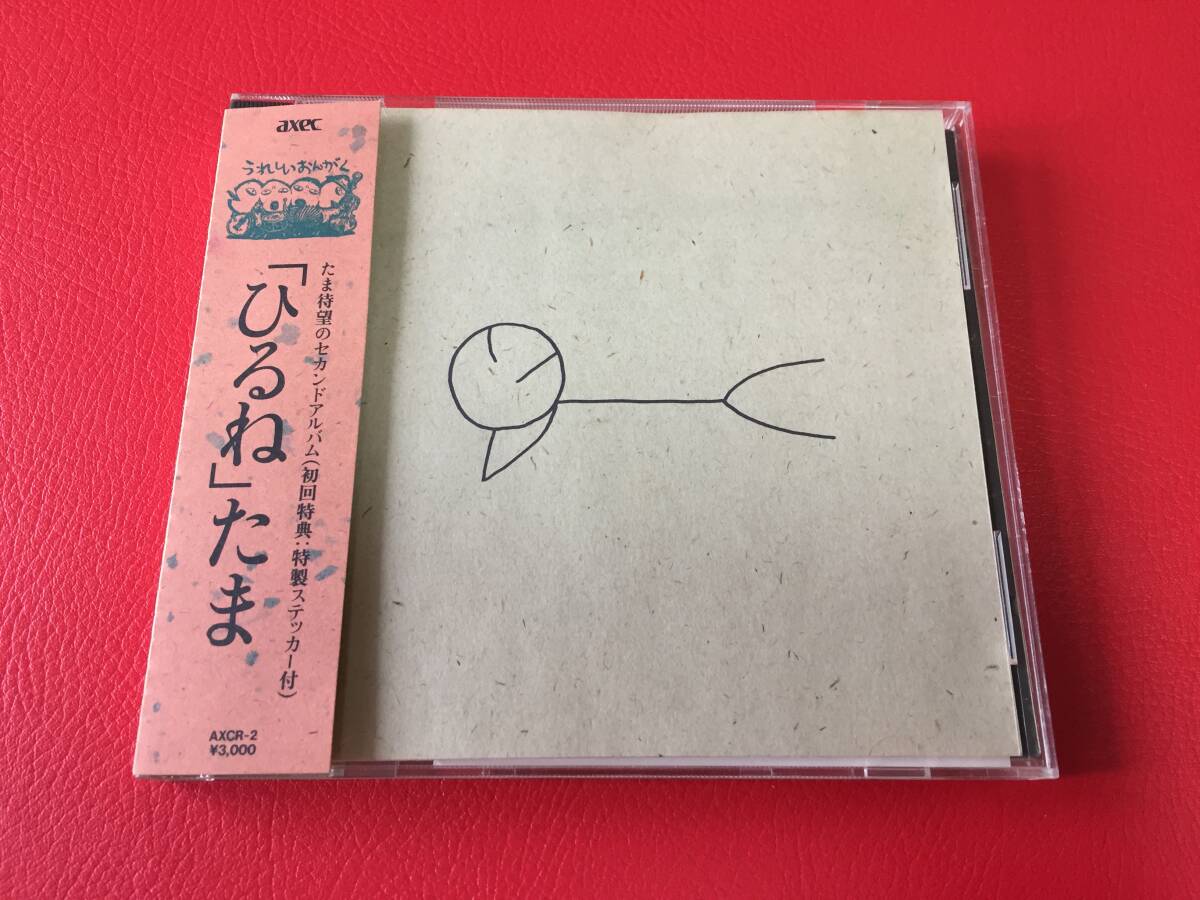 axec
うれしいおんがく
たま待望のセカンドアルバム(初回特典:特製ステッカー付)
「ひるね」たま
AXCR-2
¥3,000